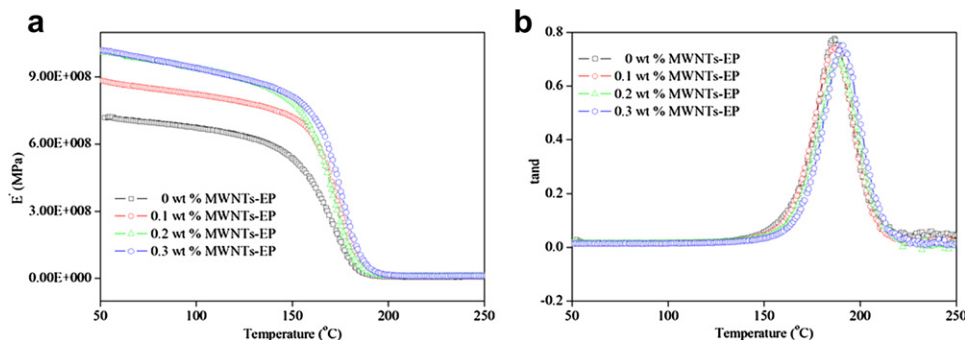 a
9.00E+008
6.00E+008
3.00E+008
0.00E+000
E' (MPa)
0 wt % MWNTs-EP
0.1 wt % MWNTs-EP
0.2 wt % MWNTs-EP
0.3 wt % MWNTs-EP
50 100 150 200 250
Temperature (°C)
b
0.8
0.6
0.4
0.2
0.0
-0.2
tand
0 wt % MWNTs-EP
0.1 wt % MWNTs-EP
0.2 wt % MWNTs-EP
0.3 wt % MWNTs-EP
50 100 150 200 250
Temperature (°C)